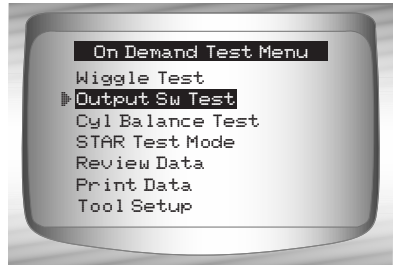 On Demand Test Menu
Wiggle Test
Output Sw Test
Cyl Balance Test
STAR Test Mode
Review Data
Print Data
Tool Setup